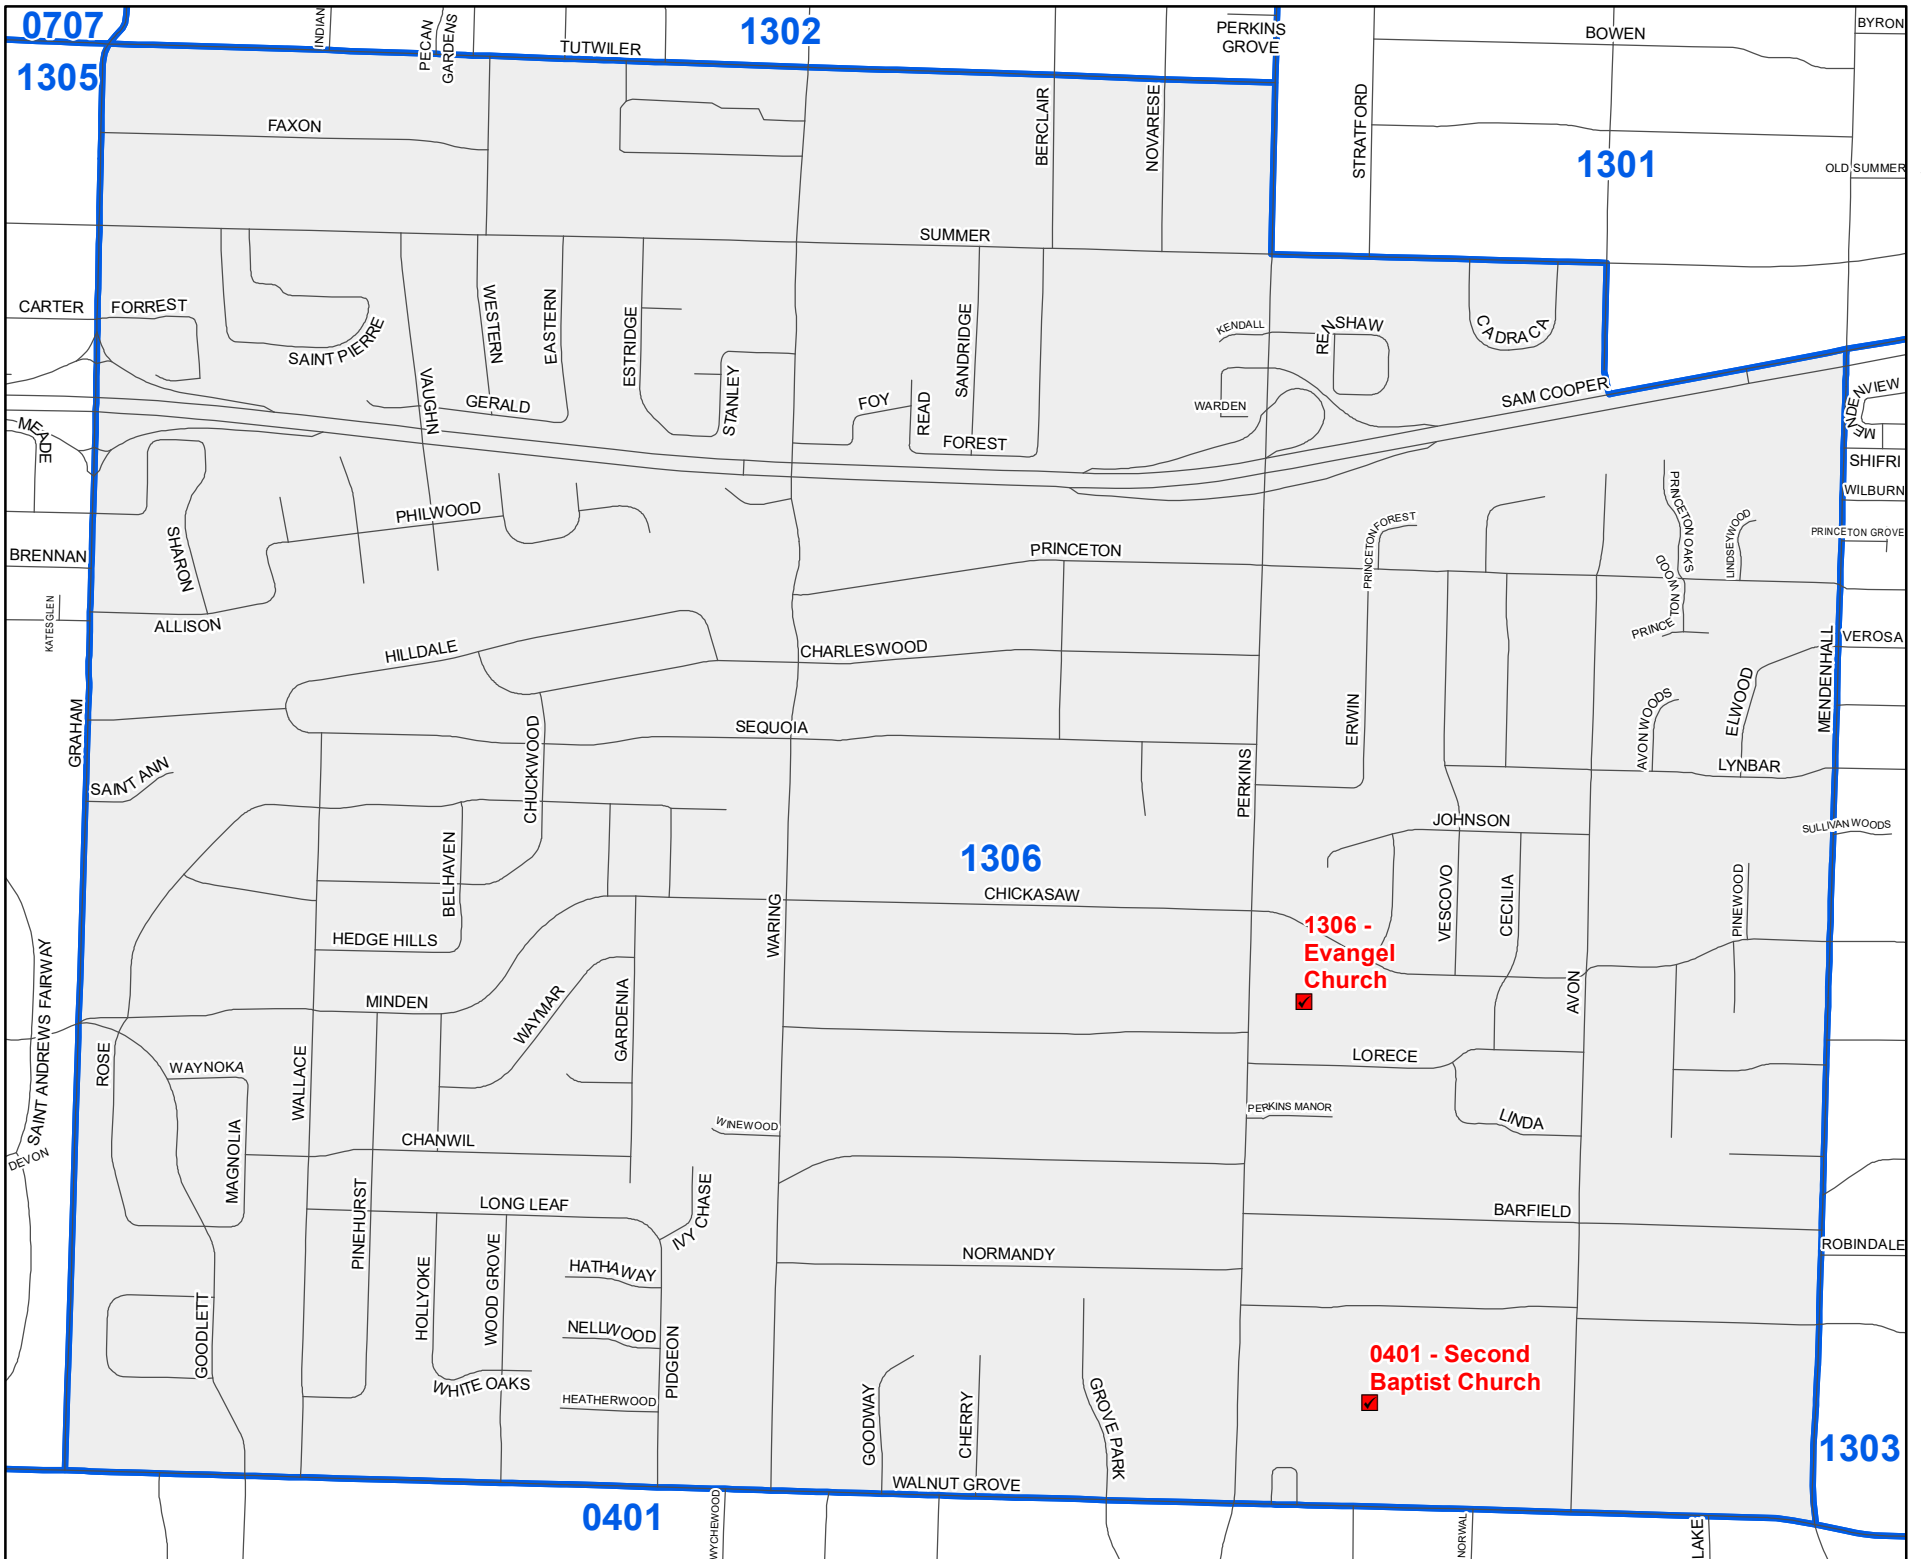 0707
1302
1305
INDIAN
PECAN
GARDENS
TUTWILER
PERKINS
GROVE
BOWEN
BYRON
FAXON
BERCLAIR
NOVARESE
STRATFORD
1301
OLD SUMMER
SUMMER
CARTER
FORREST
SAINT PIERRE
VAUGHN
WESTERN
EASTERN
GERALD
ESTRIDGE
STANLEY
FOY
READ
SANDRIDGE
FOREST
KENDALL
RENSHAW
CADRACA
WARDEN
SAM COOPER
MENDENVIEW
MEADE
SHIFRI
WILBURN
PRINCETON GROVE
BRENNAN
SHARON
PHILWOOD
PRINCETON
PRINCETON FOREST
PRINCETON OAKS
LINDSEYWOOD
PRINCETON WOOD
KATESGLEN
ALLISON
HILLDALE
CHARLESWOOD
VEROSA
MENDENHALL
GRAHAM
SEQUOIA
CHUCKWOOD
ERWIN
AVONWOODS
ELWOOD
LYNBAR
SAINT ANN
PERKINS
JOHNSON
SULLIVAN WOODS
1306
BELHAVEN
CHICKASAW
VESCOVO
CECILIA
PINEWOOD
WARING
HEDGE HILLS
1306 -
Evangel
Church
SAINT ANDREWS FAIRWAY
MINDEN
WAYMAR
GARDENIA
AVON
ROSE
WAYNOKA
WALLACE
LORECE
PERKINS MANOR
LINDA
WINEWOOD
DEVON
MAGNOLIA
CHANWIL
PINEHURST
LONG LEAF
IVY CHASE
BARFIELD
ROBINDALE
NORMANDY
HOLLYOKE
WOOD GROVE
HATHAWAY
NELLWOOD
GOODLETT
PIDGEON
WHITE OAKS
HEATHERWOOD
GOODWAY
CHERRY
GROVE PARK
0401 - Second
Baptist Church
1303
WALNUT GROVE
0401
WYCHEWOOD
NORWAL
LAKE